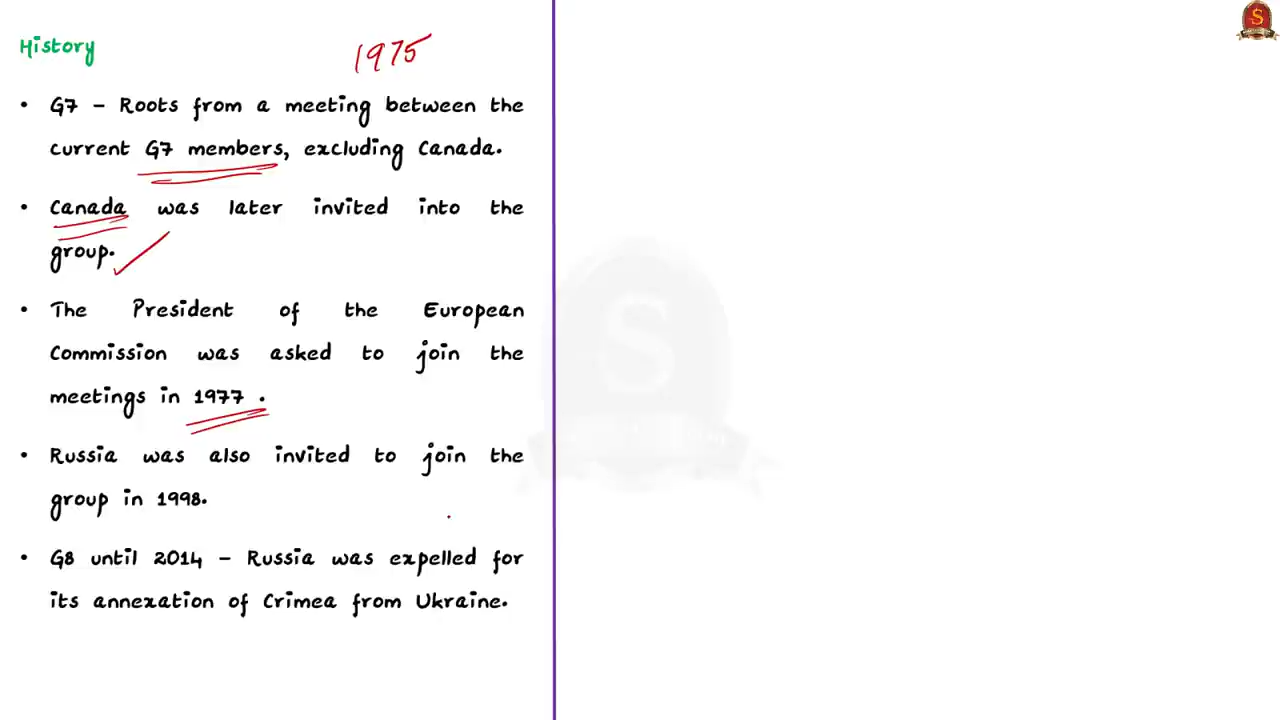 History
1975
• G7 – Roots from a meeting between the
current G7 members, excluding Canada.
• Canada was later invited into the
group.
• The President of the European
Commission was asked to join the
meetings in 1977 .
• Russia was also invited to join the
group in 1998.
• G8 until 2014 – Russia was expelled for
its annexation of Crimea from Ukraine.
S
S